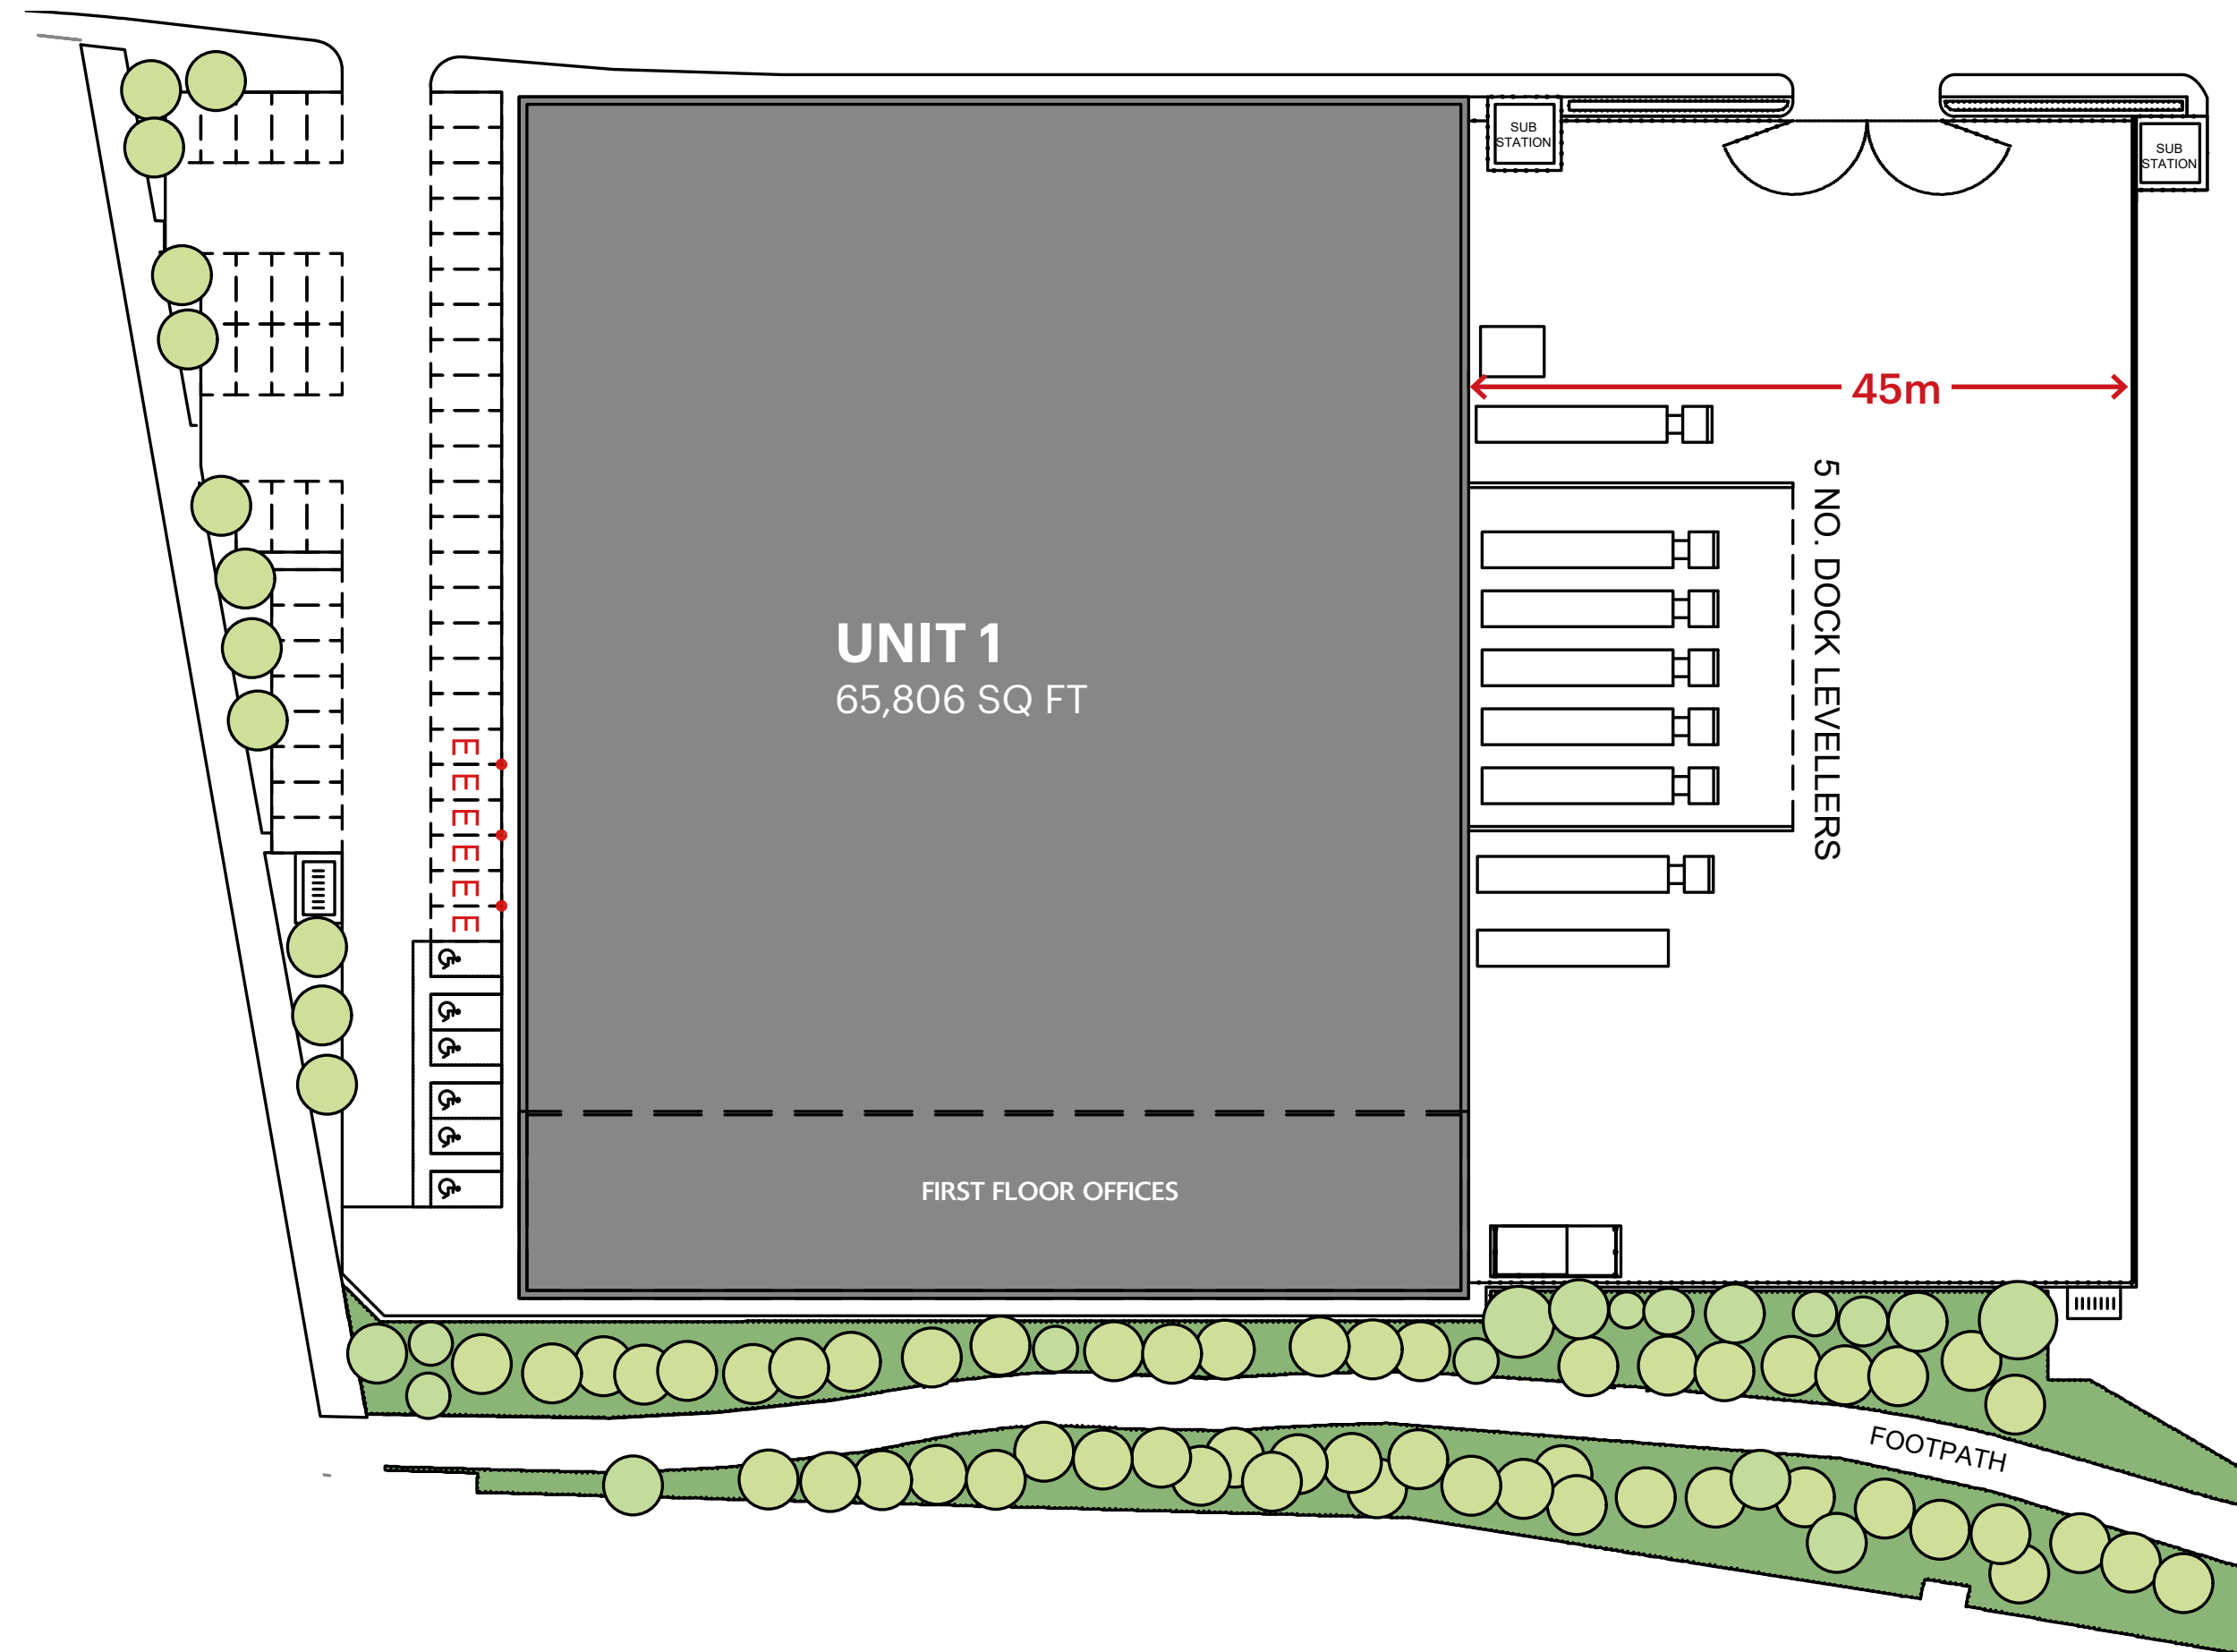 SUB
STATION
SUB
STATION
45m
5 NO. DOCK LEVELLERS
UNIT 1
65,806 SQ FT
E
E
E
E
E
E
FIRST FLOOR OFFICES
FOOTPATH